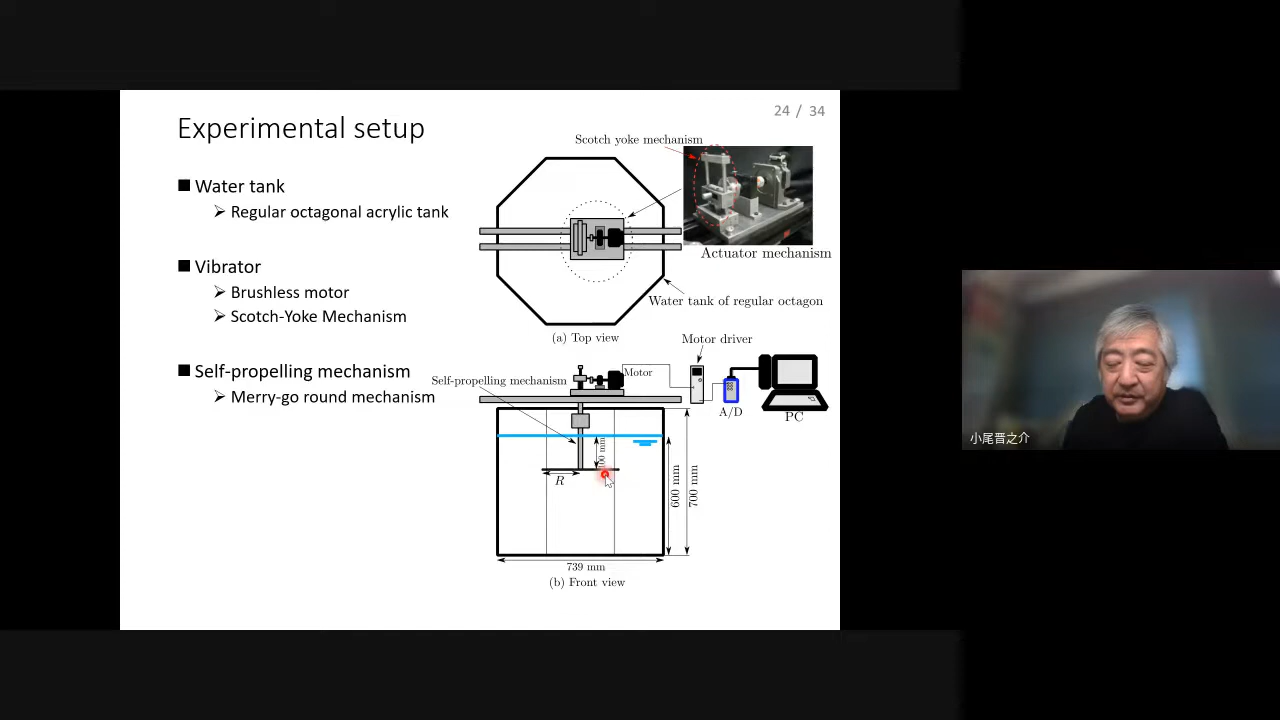 24 / 34
Experimental setup
Scotch yoke mechanism
■ Water tank
➢ Regular octagonal acrylic tank
Actuator mechanism
■ Vibrator
➢ Brushless motor
➢ Scotch-Yoke Mechanism
Water tank of regular octagon
(a) Top view
Motor driver
■ Self-propelling mechanism
➢ Merry-go round mechanism
Self-propelling mechanism
Motor
A/D
PC
R
600 mm
700 mm
739 mm
(b) Front view
小尾晋之介